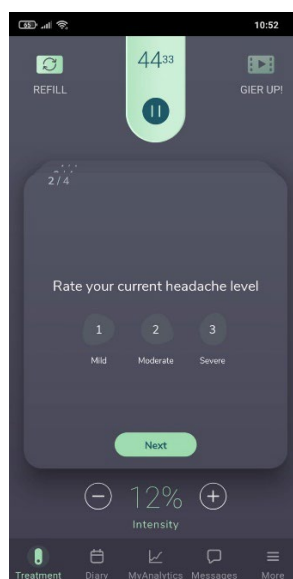 65 10:52
REFILL 44 33 GIER UP!
2 / 4
Rate your current headache level
1 2 3
Mild Moderate Severe
Next
12%
Intensity
Treatment Diary MyAnalytics Messages More